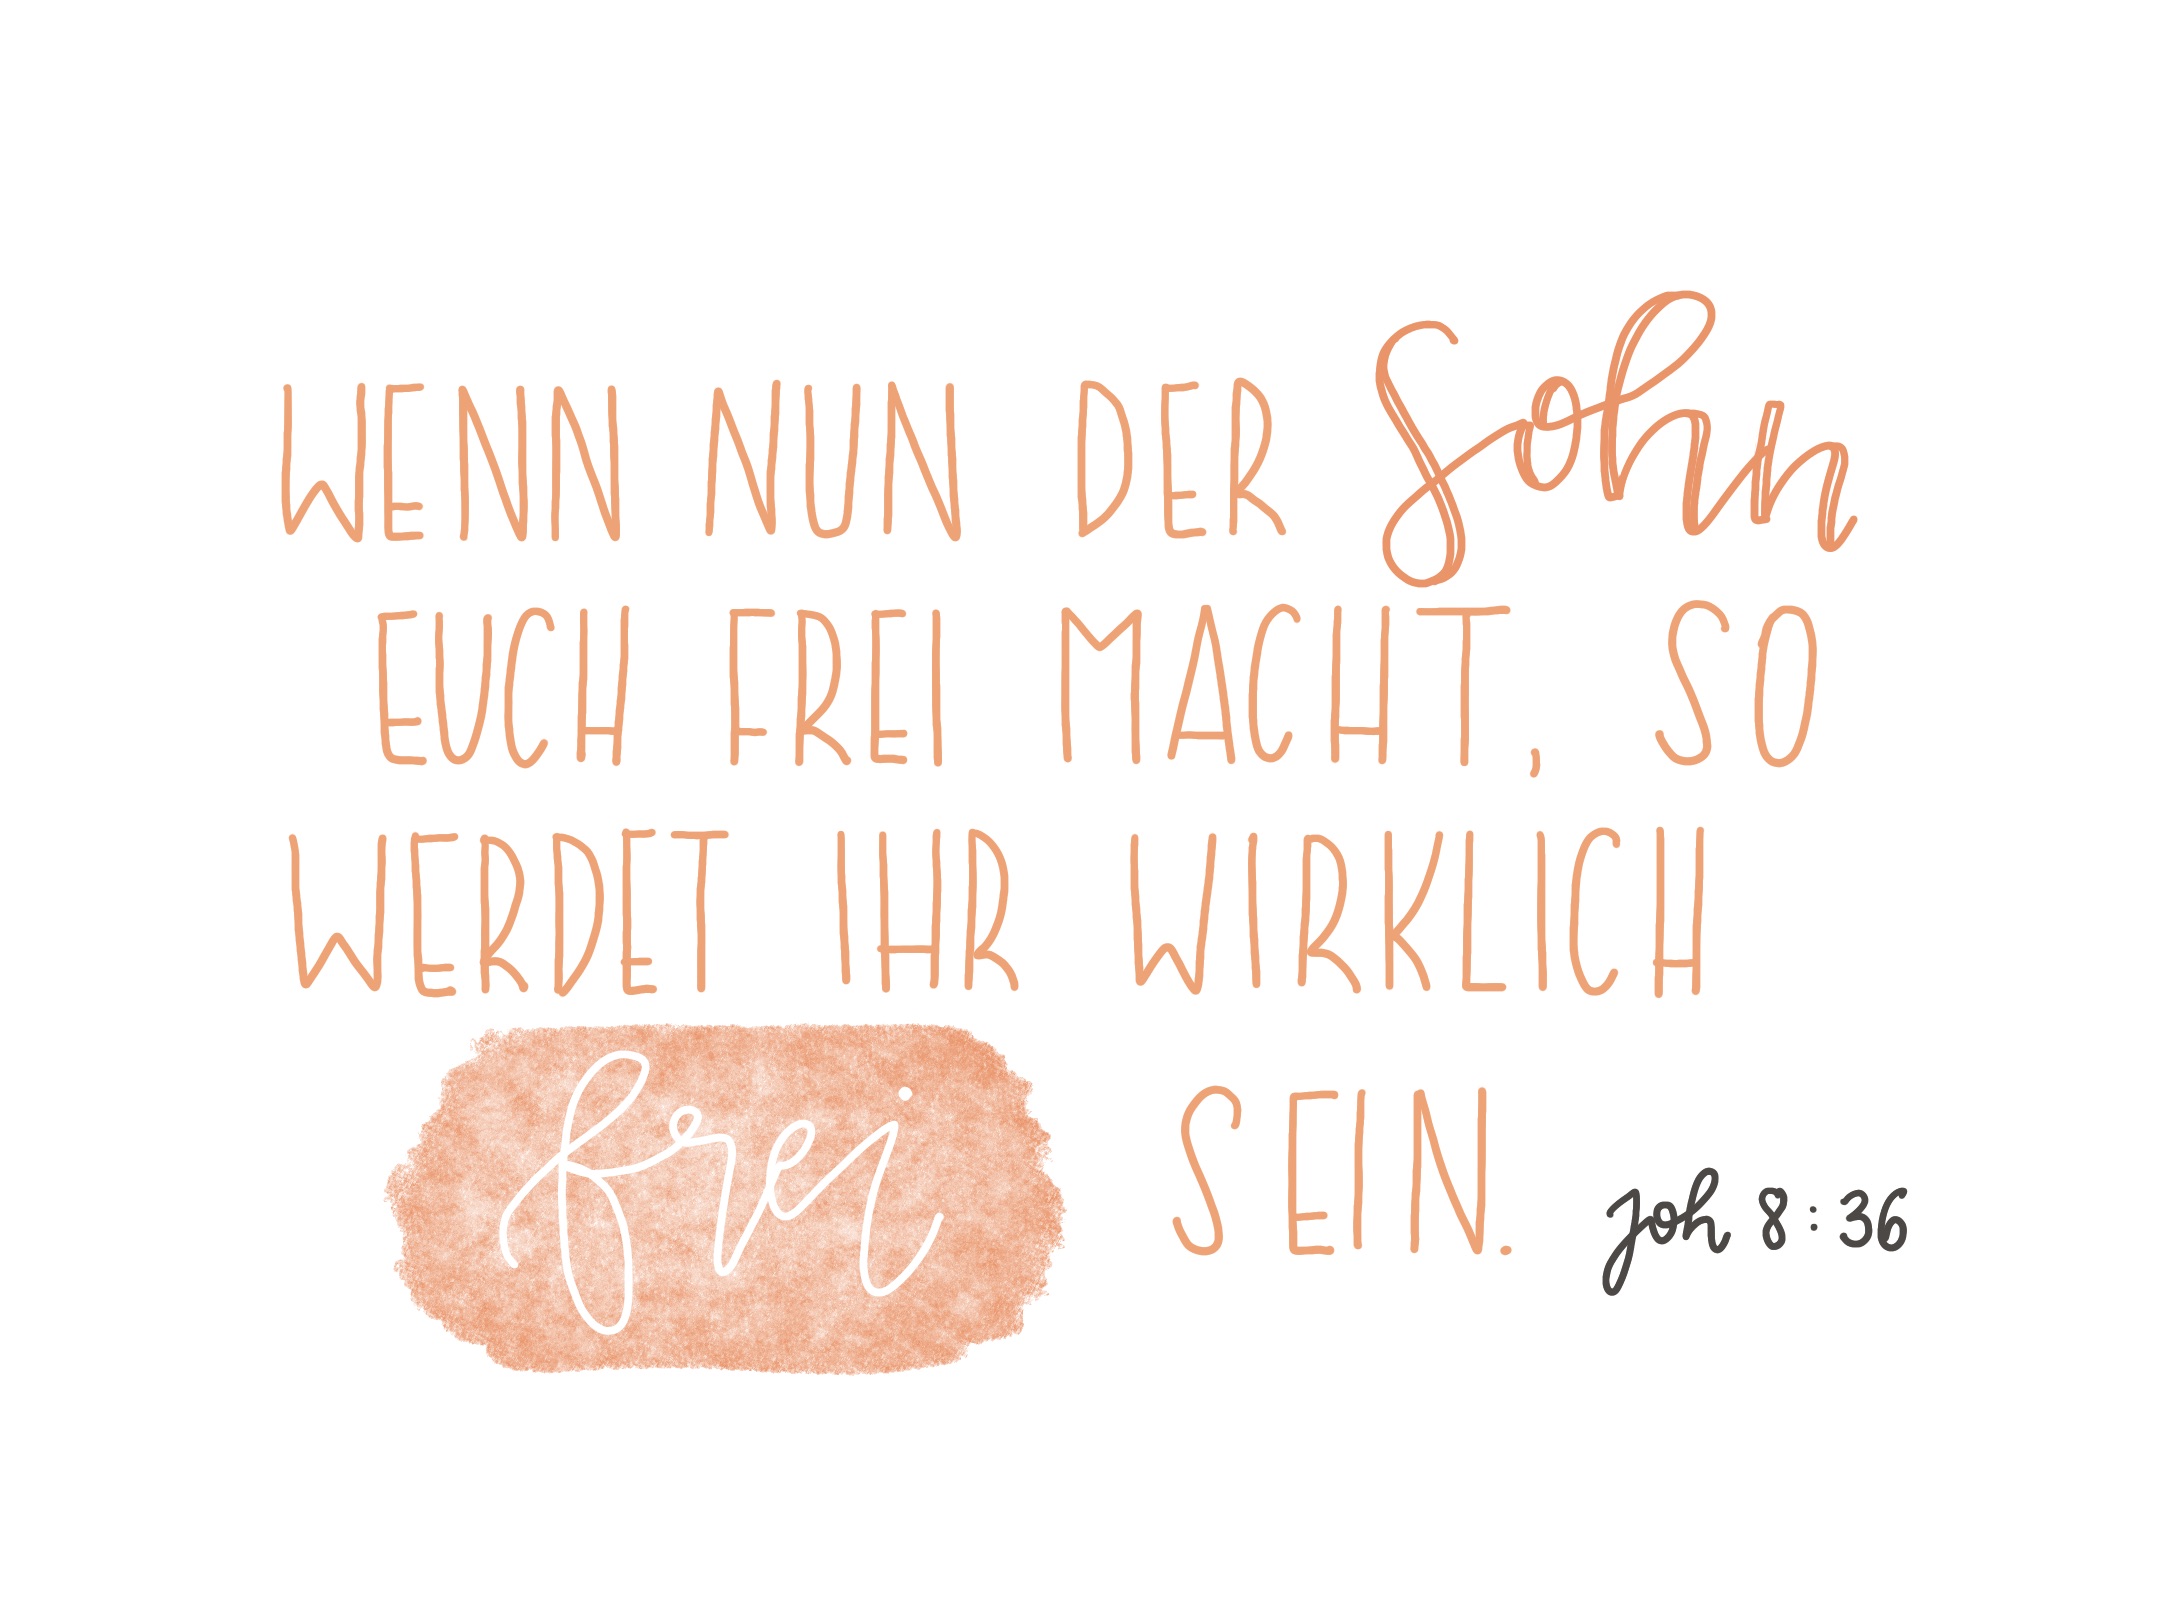 WENN NUN DER Sohn
EUCH FREI MACHT, SO
WERDET IHR WIRKLICH
frei SEIN.
Joh 8:36